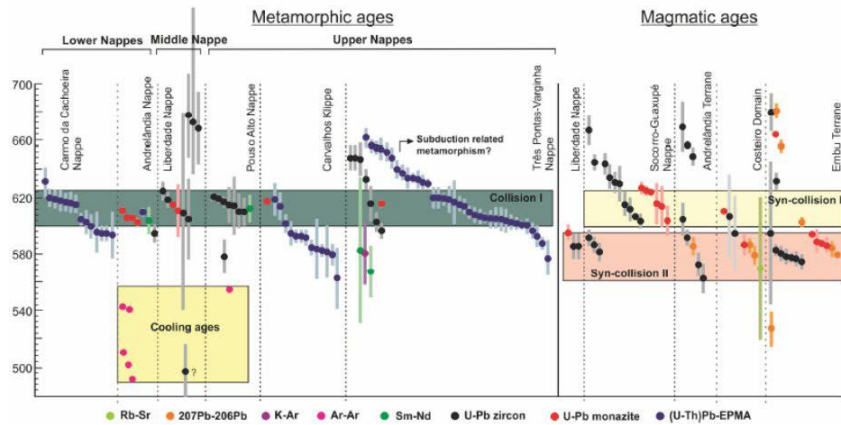 Metamorphic ages
Magmatic ages
Lower Nappes
Middle Nappe
Upper Nappes
Carmo da Cachoeira Nappe
Andrelândia Nappe
Liberdade Nappe
Pouso Alto Nappe
Carvalhos Klippe
Três Pontas-Varginha Nappe
Liberdade Nappe
Socorro-Guaxupé Nappe
Andrelândia Terrane
Costeiro Domain
Embu Terrane
700
660
620
580
540
500
Subduction related
metamorphism?
Collision I
Cooling ages
?
Syn-collision I
Syn-collision II
Rb-Sr
207Pb-206Pb
K-Ar
Ar-Ar
Sm-Nd
U-Pb zircon
U-Pb monazite
(U-Th)Pb-EPMA